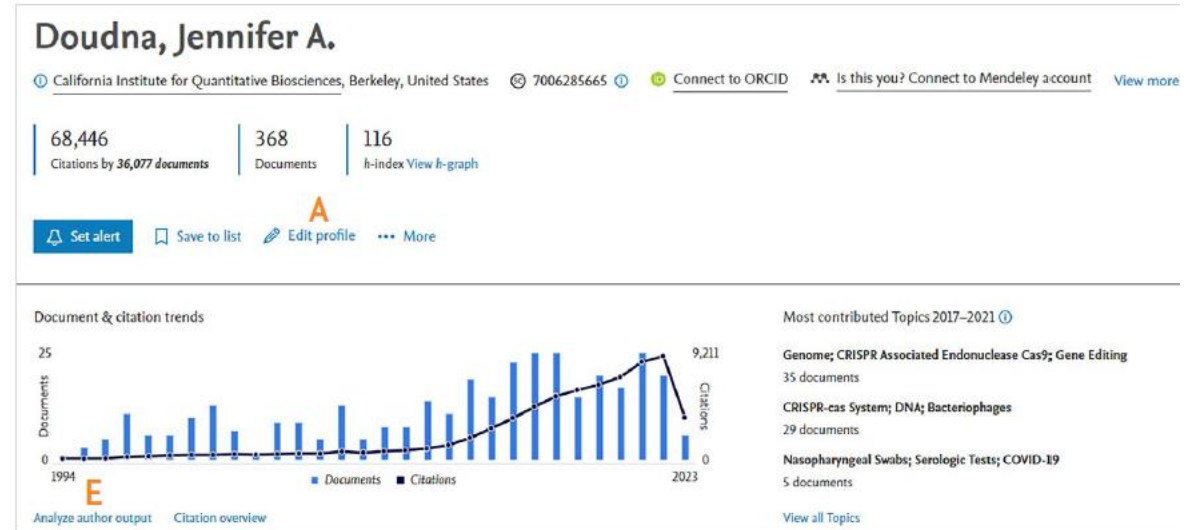 Doudna, Jennifer A.
California Institute for Quantitative Biosciences, Berkeley, United States SC 7006285665 Connect to ORCID Is this you? Connect to Mendeley account View more
68,446 368 116
Citations by 36,077 documents Documents h-index View h-graph
A
Set alert Save to list Edit profile ••• More
Document & citation trends
25 9,211
Documents
Citations
0 0
1994 2023
Documents Citations
E
Analyze author output Citation overview
Most contributed Topics 2017–2021
Genome; CRISPR Associated Endonuclease Cas9; Gene Editing
35 documents
CRISPR-cas System; DNA; Bacteriophages
29 documents
Nasopharyngeal Swabs; Serologic Tests; COVID-19
5 documents
View all Topics